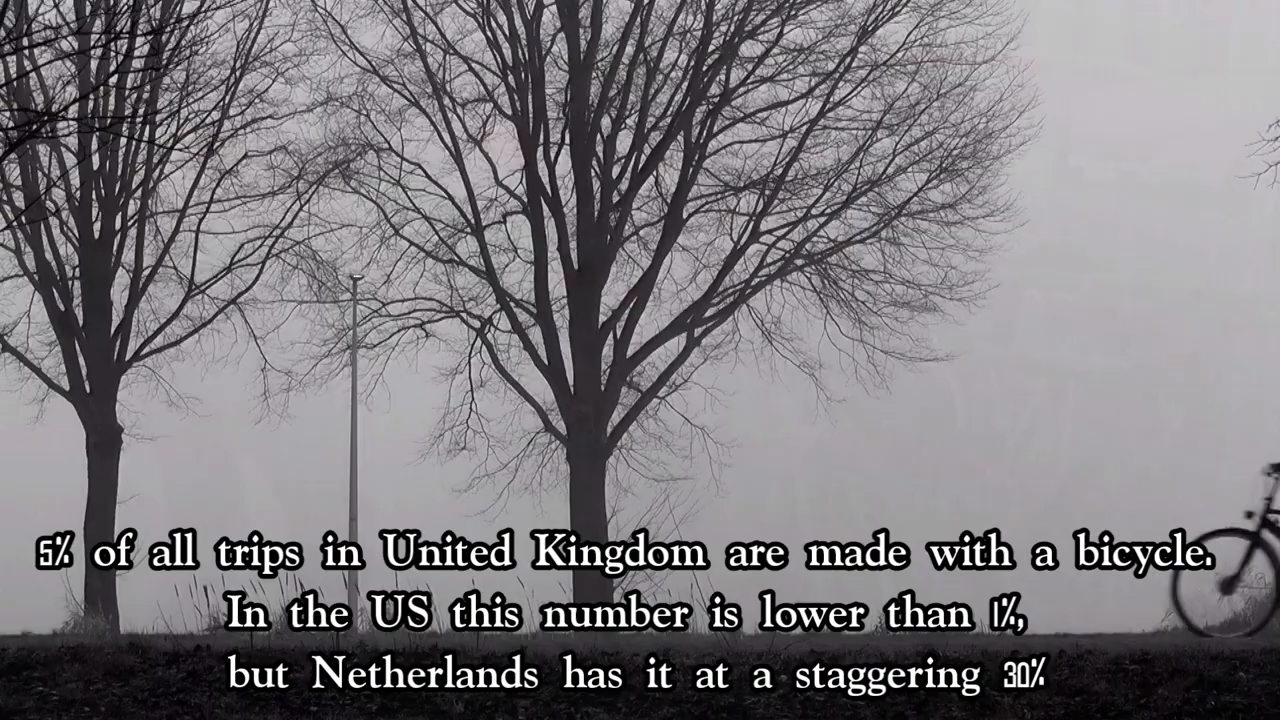 5% of all trips in United Kingdom are made with a bicycle.
In the US this number is lower than 1%,
but Netherlands has it at a staggering 30%